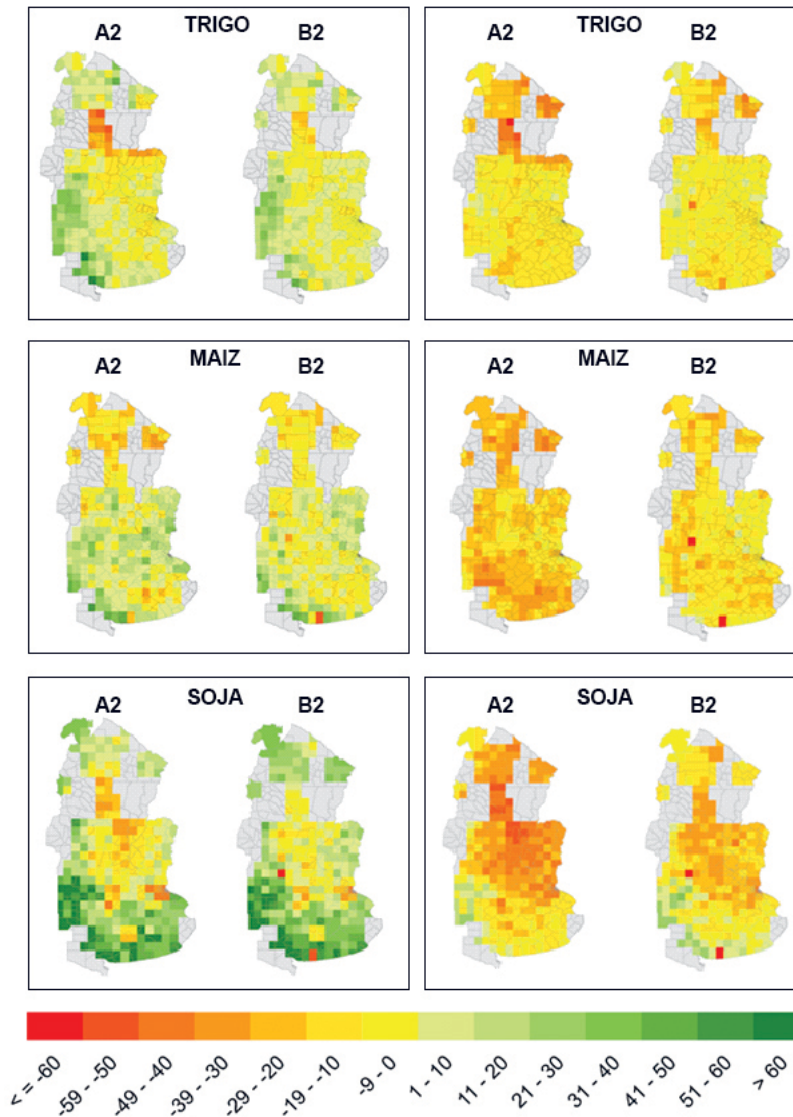 TRIGO
A2 B2
TRIGO
A2 B2
MAIZ
A2 B2
MAIZ
A2 B2
SOJA
A2 B2
SOJA
A2 B2
< = -60
-59 - -50
-49 - -40
-39 - -30
-29 - -20
-19 - -10
-9 - 0
1 - 10
11 - 20
21 - 30
31 - 40
41 - 50
51 - 60
> 60